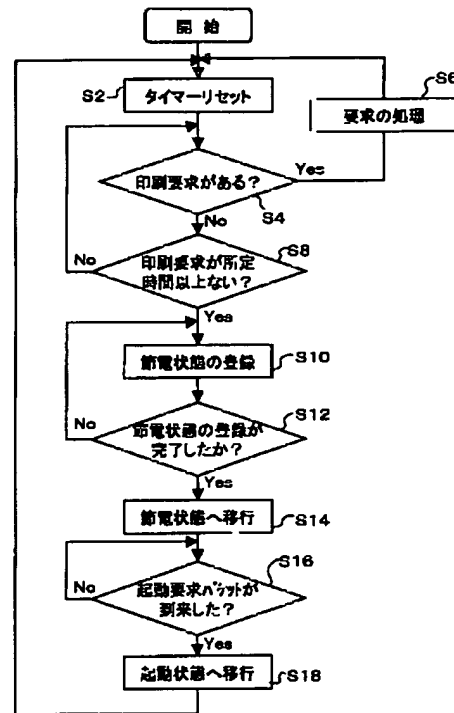 開 始
S2
タイマーリセット
S6
要求の処理
印刷要求がある?
Yes
S4
No
S8
印刷要求が所定
時間以上ない?
No
Yes
節電状態の登録
S10
S12
節電状態の登録が
完了したか?
No
Yes
節電状態へ移行
S14
S16
起動要求パケットが
到来した?
No
Yes
起動状態へ移行
S18